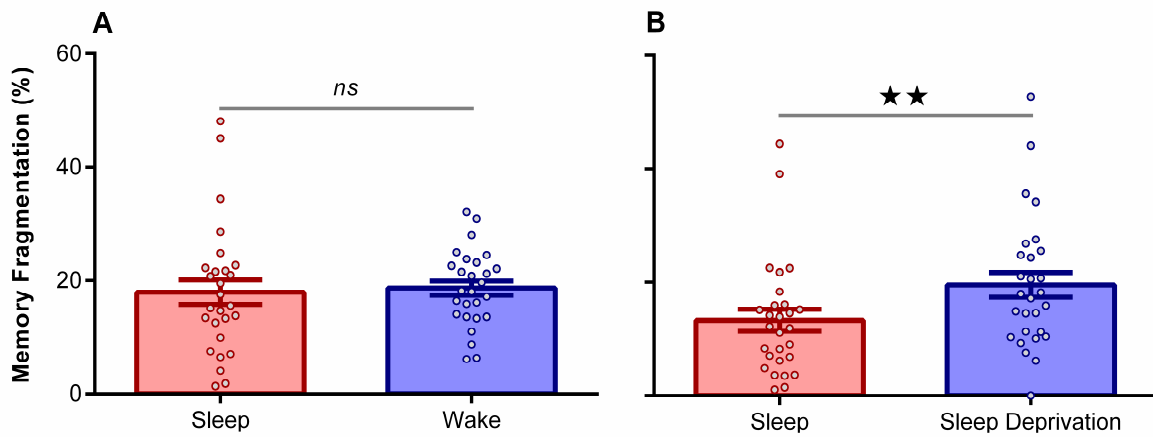 A
B
Memory Fragmentation (%)
60
40
20
0
ns
★★
Sleep
Wake
Sleep
Sleep Deprivation